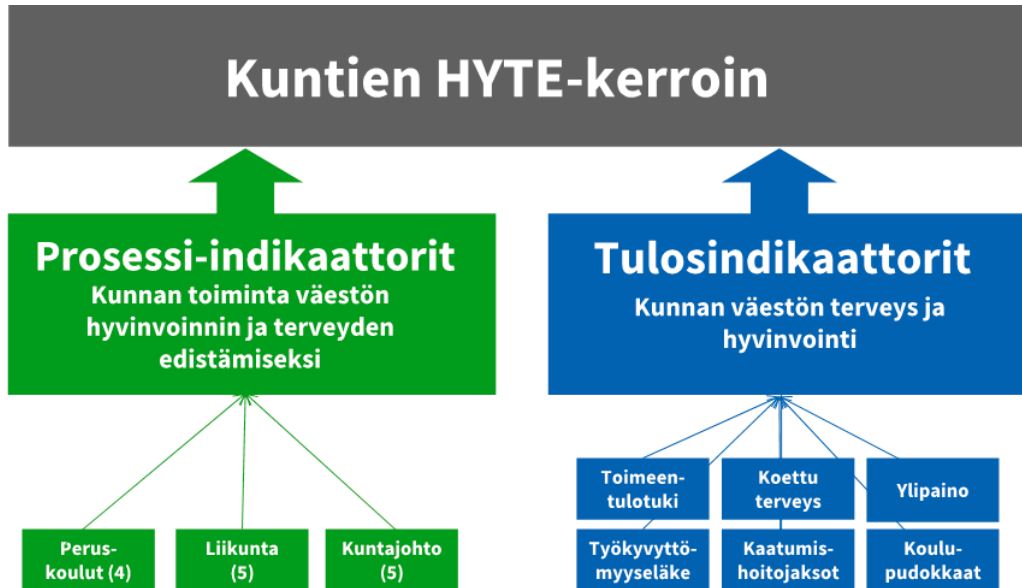 Kuntien HYTE-kerroin
Prosessi-indikaattorit
Kunnan toiminta väestön
hyvinvoinnin ja terveyden
edistämiseksi
Tulosindikaattorit
Kunnan väestön terveys ja
hyvinvointi
Toimeen-
tulotuki
Koettu
terveys
Ylipaino
Perus-
koulut (4)
Liikunta
(5)
Kuntajohto
(5)
Työkyvyttö-
myyseläke
Kaatumis-
hoitojaksot
Koulu-
pudokkaat